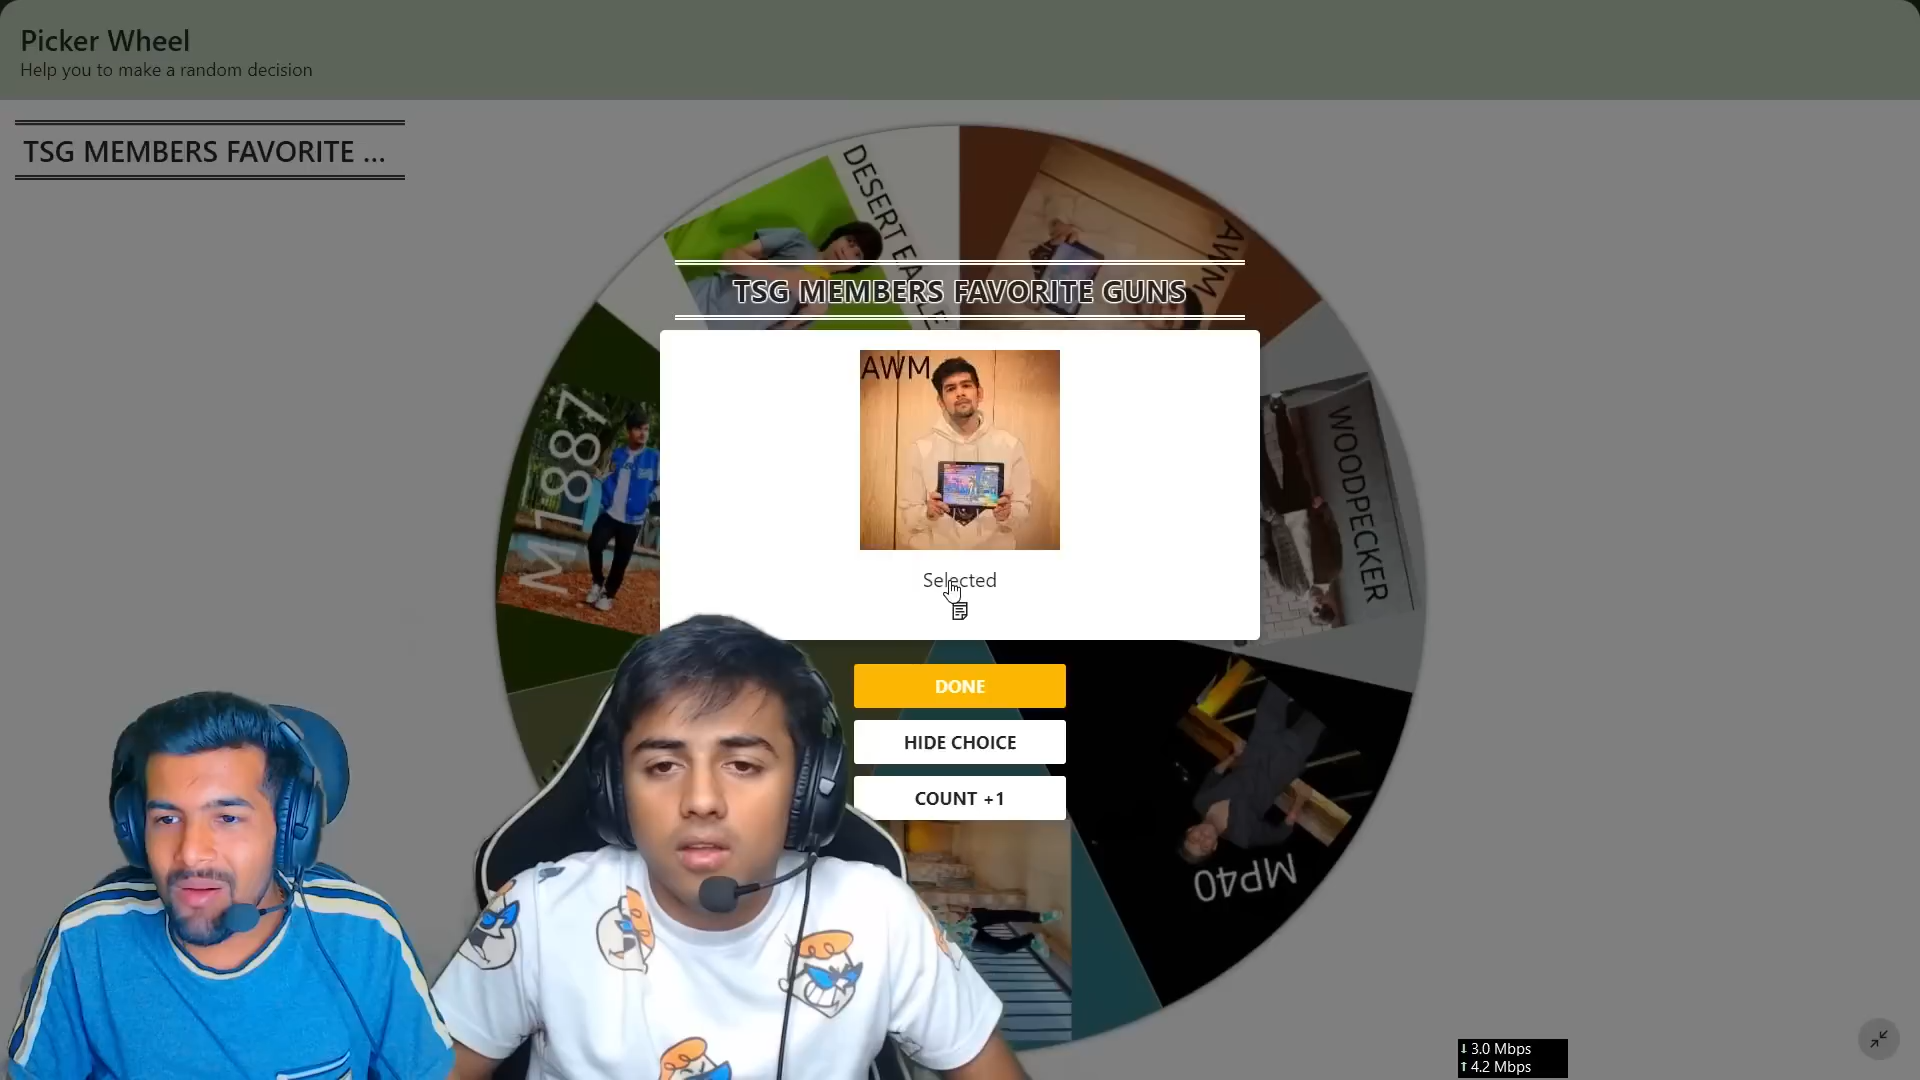 Picker Wheel
Help you to make a random decision
TSG MEMBERS FAVORITE ...
DESERT EAGLE
AWM
TSG MEMBERS FAVORITE GUNS
AWM
M1887
WOODPECKER
Selected
DONE
HIDE CHOICE
COUNT +1
MP40
↓ 3.0 Mbps
↑ 4.2 Mbps